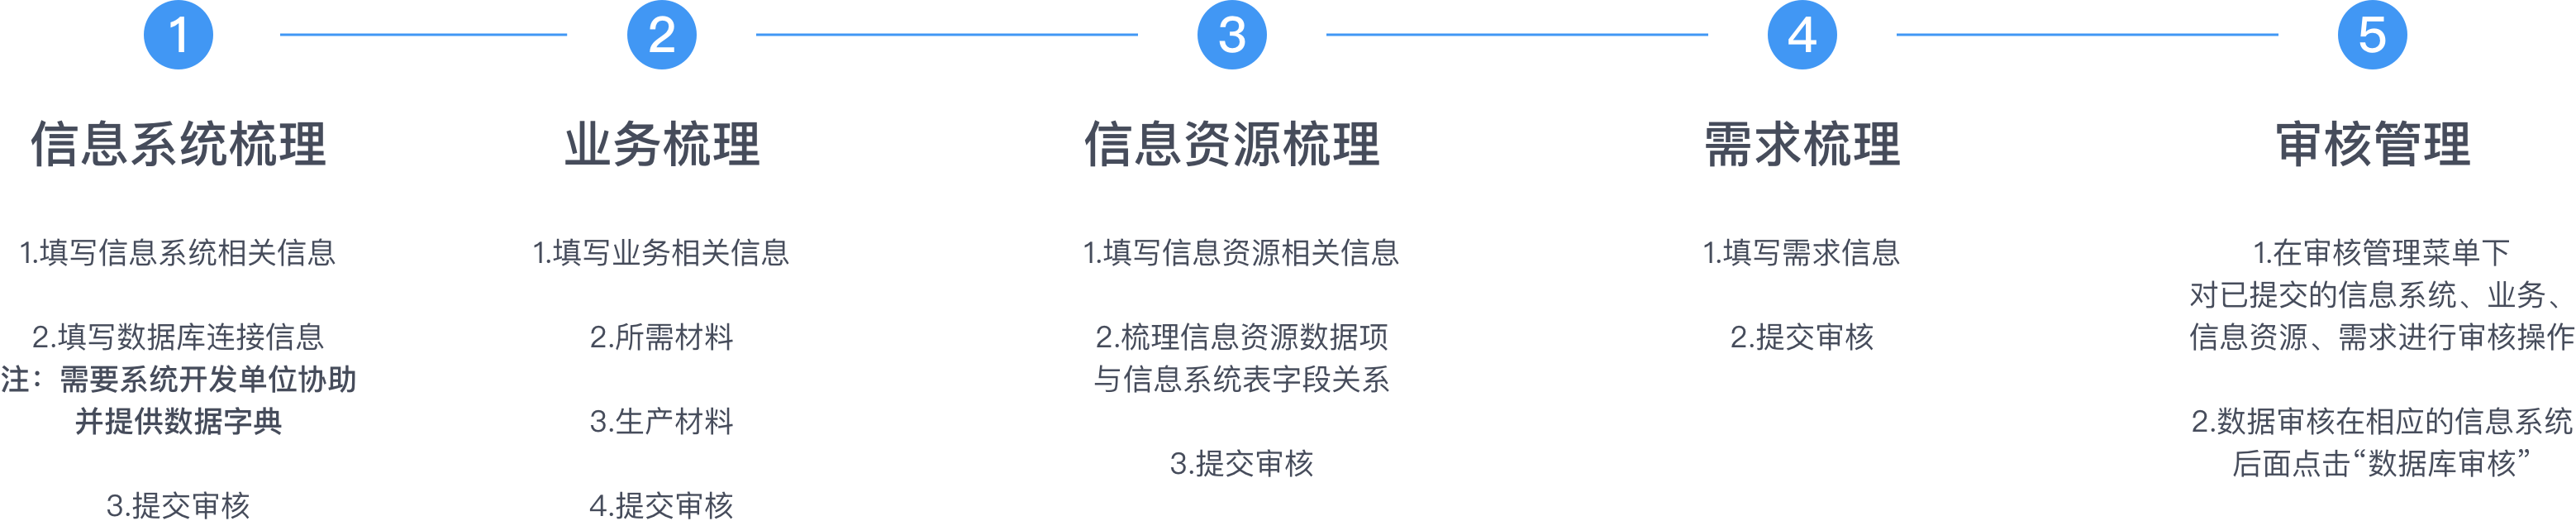 1
信息系统梳理
1.填写信息系统相关信息
2.填写数据库连接信息
注：需要系统开发单位协助
并提供数据字典
3.提交审核
2
业务梳理
1.填写业务相关信息
2.所需材料
3.生产材料
4.提交审核
3
信息资源梳理
1.填写信息资源相关信息
2.梳理信息资源数据项
与信息系统表字段关系
3.提交审核
4
需求梳理
1.填写需求信息
2.提交审核
5
审核管理
1.在审核管理菜单下
对已提交的信息系统、业务、
信息资源、需求进行审核操作
2.数据审核在相应的信息系统
后面点击“数据库审核”